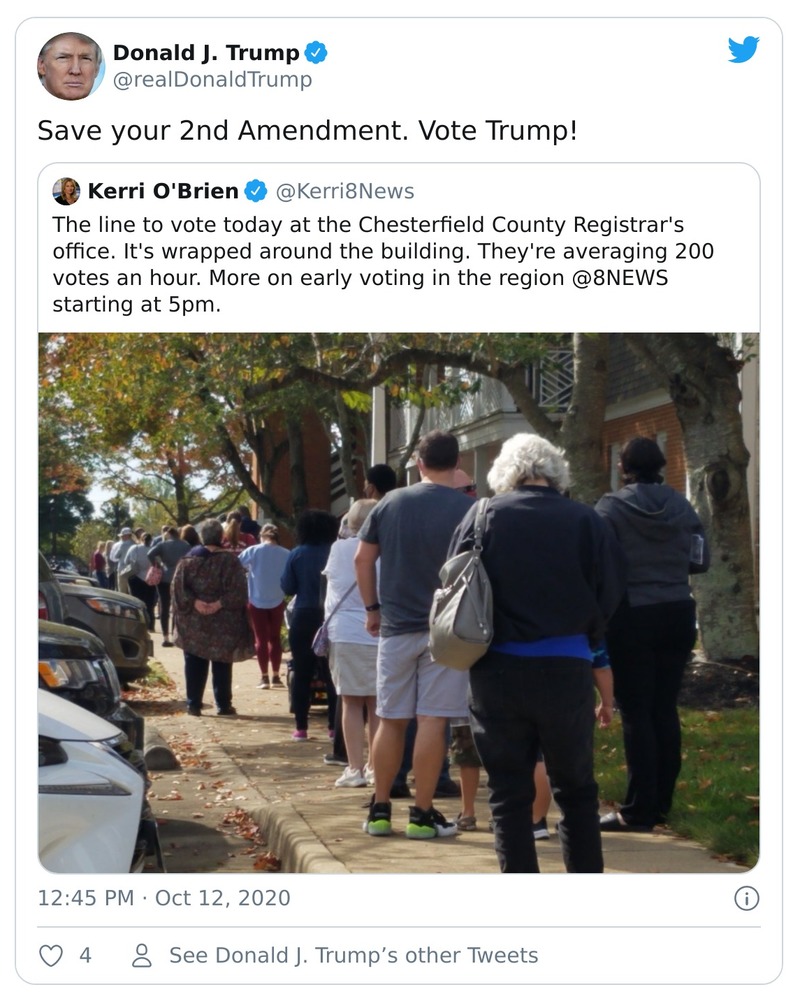 Donald J. Trump
@realDonaldTrump
Save your 2nd Amendment. Vote Trump!
Kerri O'Brien @Kerri8News
The line to vote today at the Chesterfield County Registrar's
office. It's wrapped around the building. They're averaging 200
votes an hour. More on early voting in the region @8NEWS
starting at 5pm.
12:45 PM · Oct 12, 2020
4 See Donald J. Trump’s other Tweets